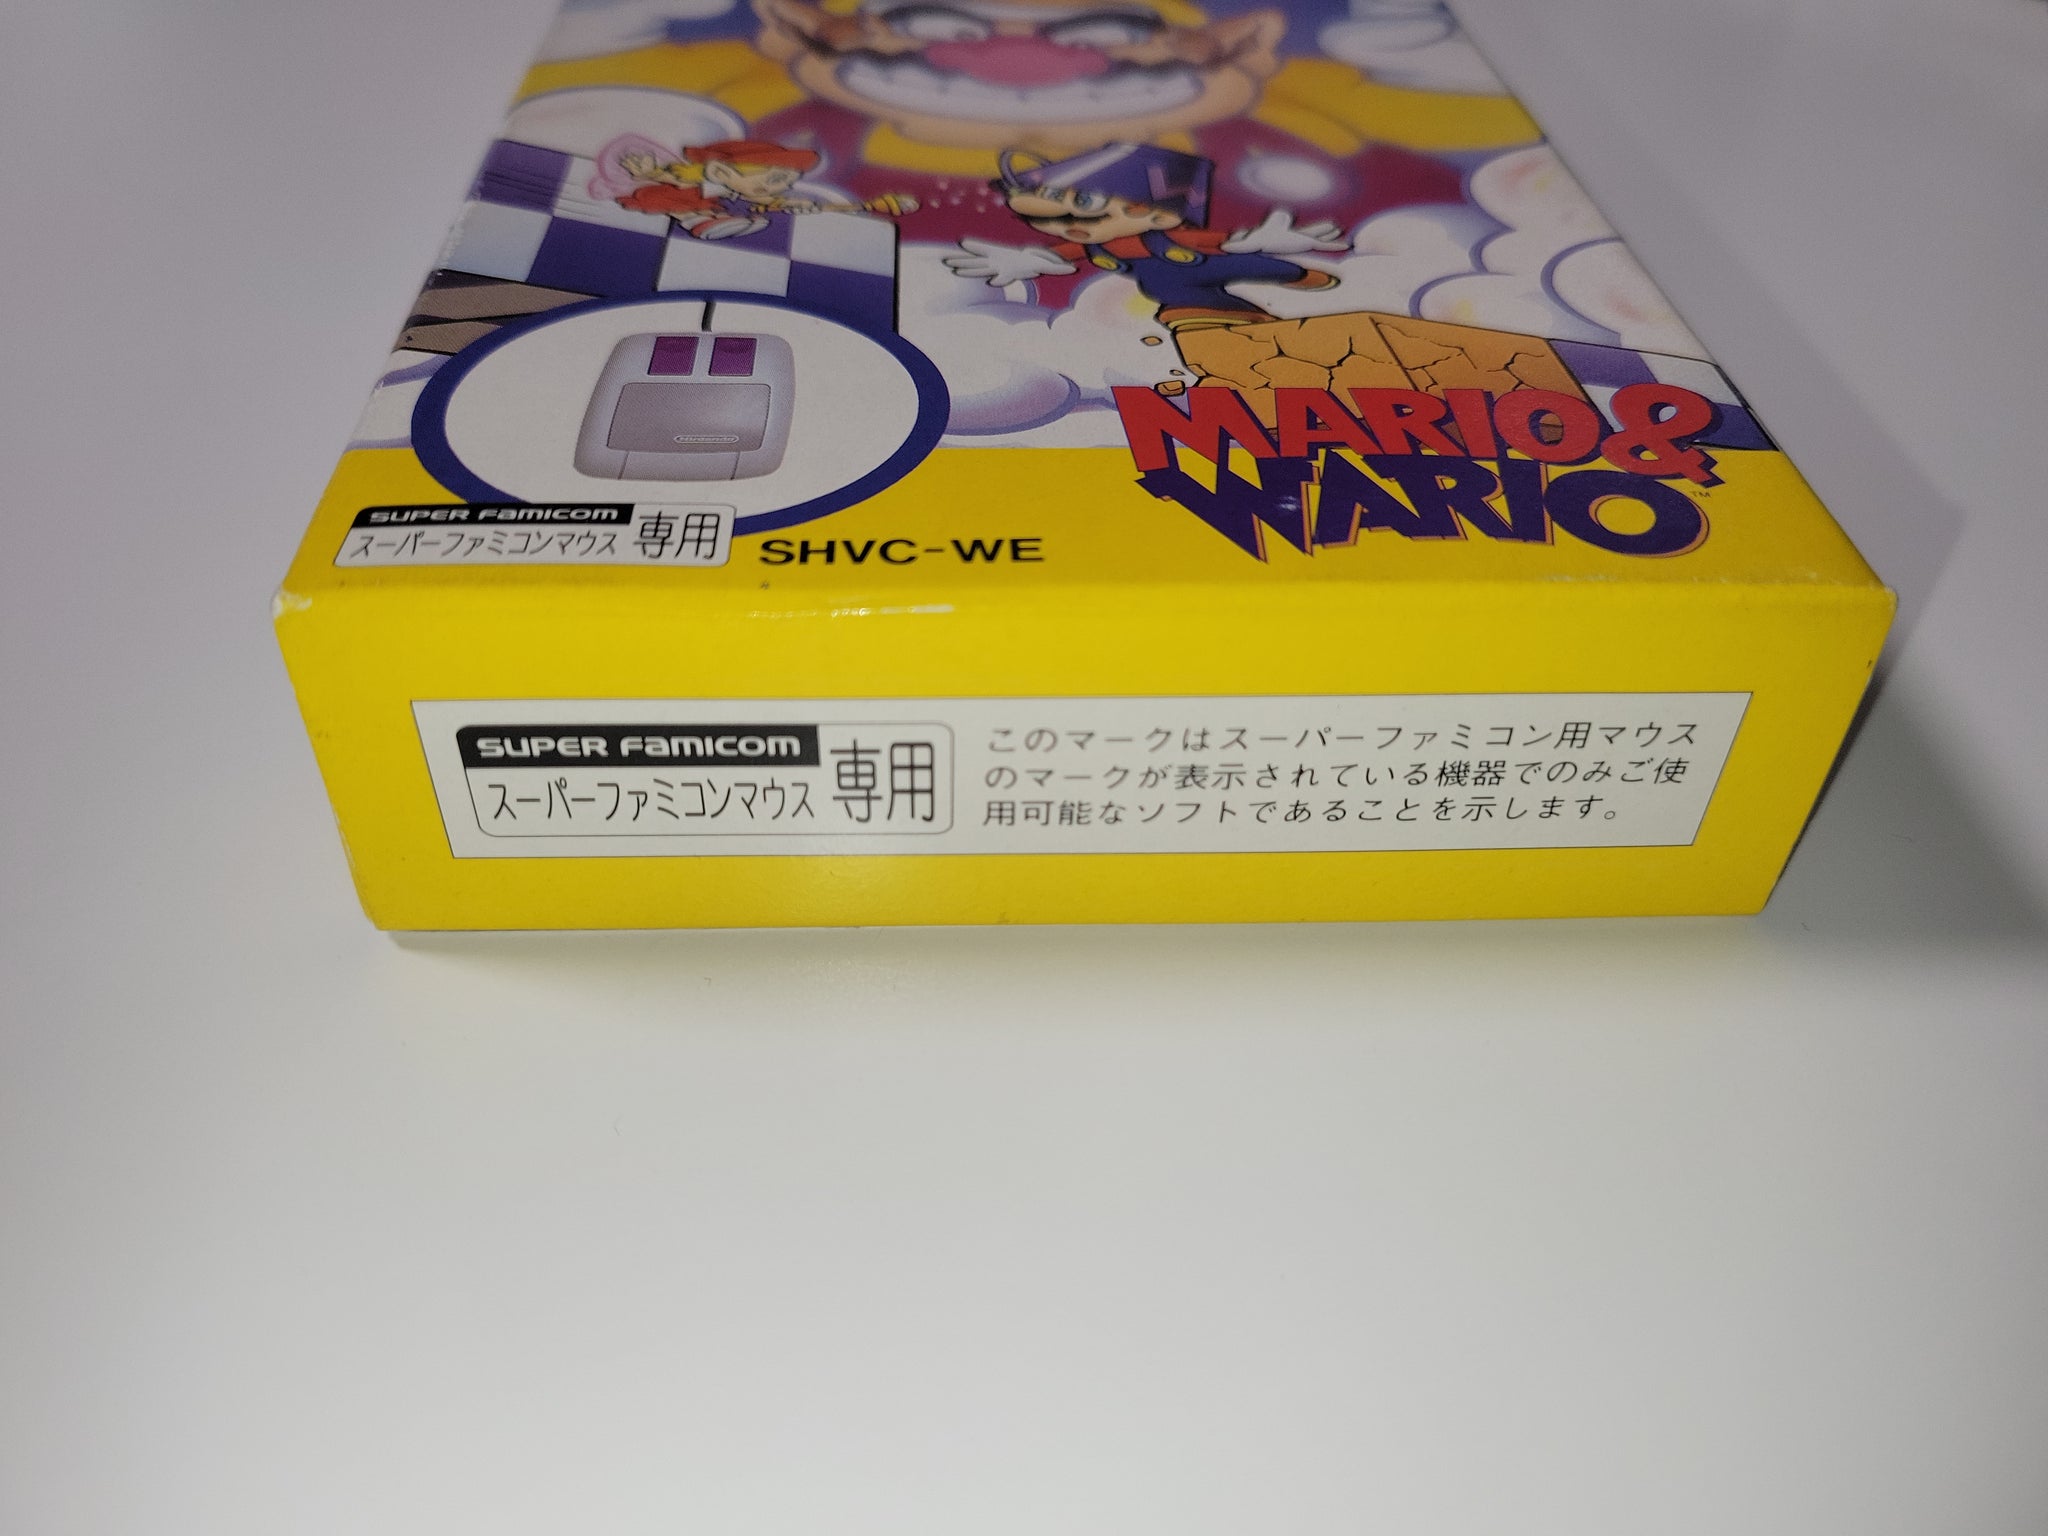 Nintendo
MARIO &
WARIO
TM
SUPER FAMICOM
スーパーファミコンマウス 専用
SHVC-WE
SUPER FAMICOM
スーパーファミコンマウス 専用
このマークはスーパーファミコン用マウス
のマークが表示されている機器でのみご使
用可能なソフトであることを示します。